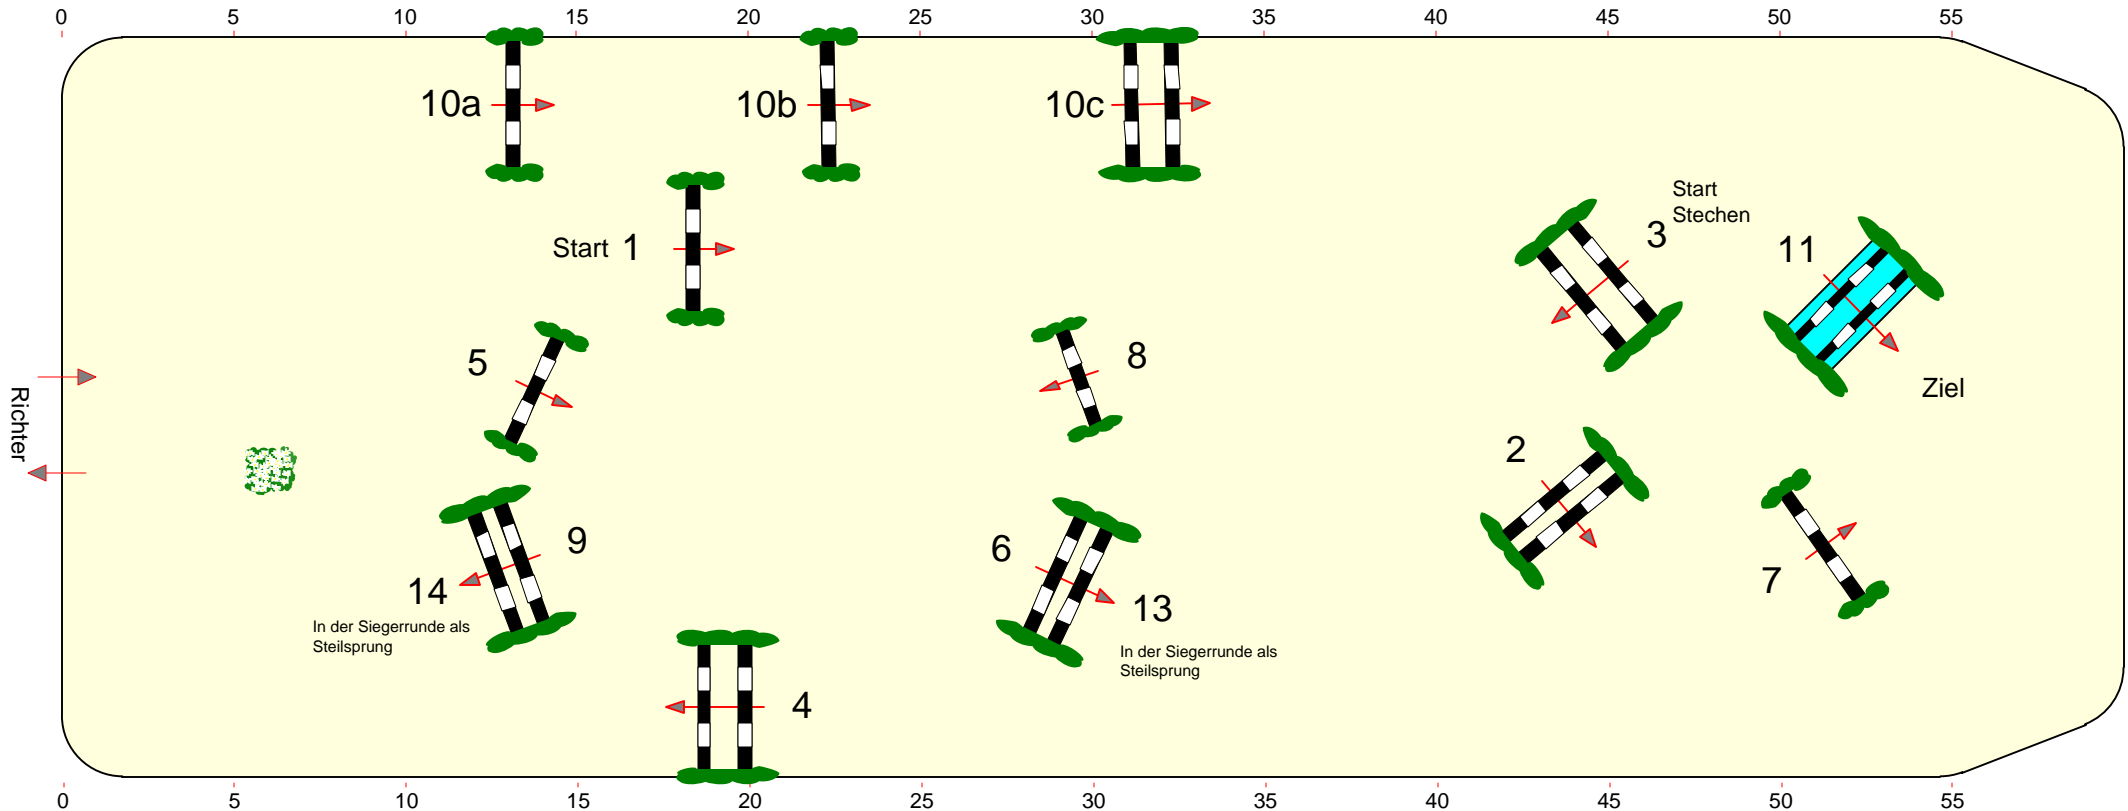 0 5 10 15 20 25 30 35 40 45 50 55
10a 10b 10c
Start 1
Start
Stechen
3
11
5
8
Ziel
Richter
2
9
6
7
14
13
In der Siegerrunde als
Steilsprung
In der Siegerrunde als
Steilsprung
4
0 5 10 15 20 25 30 35 40 45 50 55